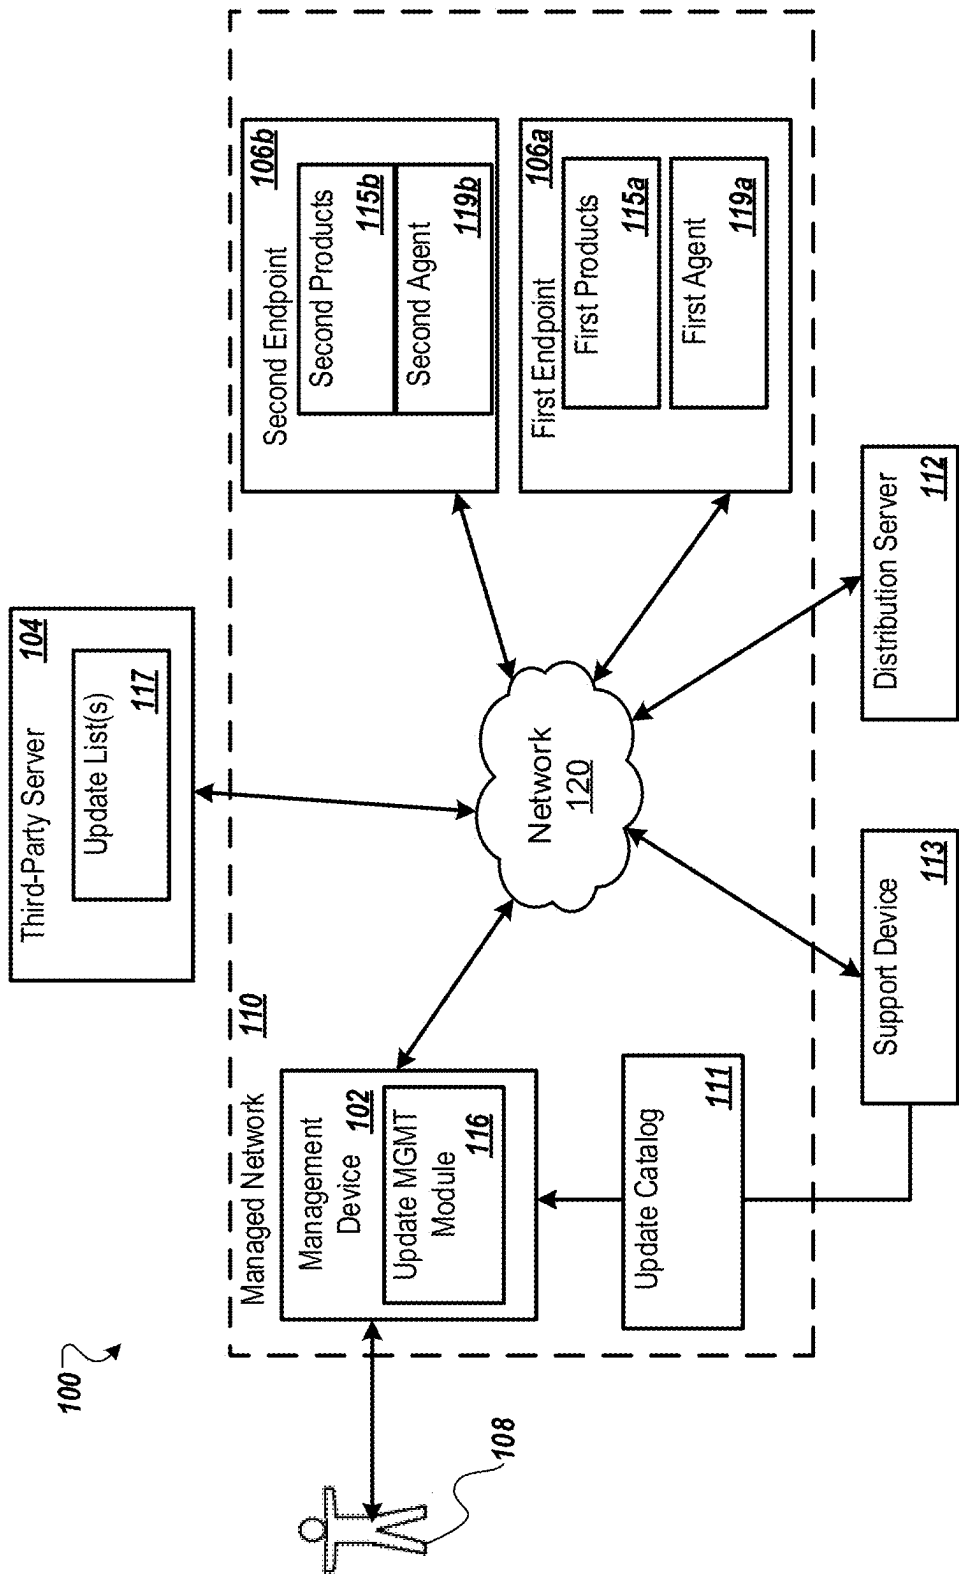 100
Third-Party Server
104
Update List(s)
117
Managed Network
110
Management
Device
102
Update MGMT
Module
116
108
Network
120
Second Endpoint
106b
Second Products
115b
Second Agent
119b
First Endpoint
106a
First Products
115a
First Agent
119a
Update Catalog
111
Support Device
113
Distribution Server
112